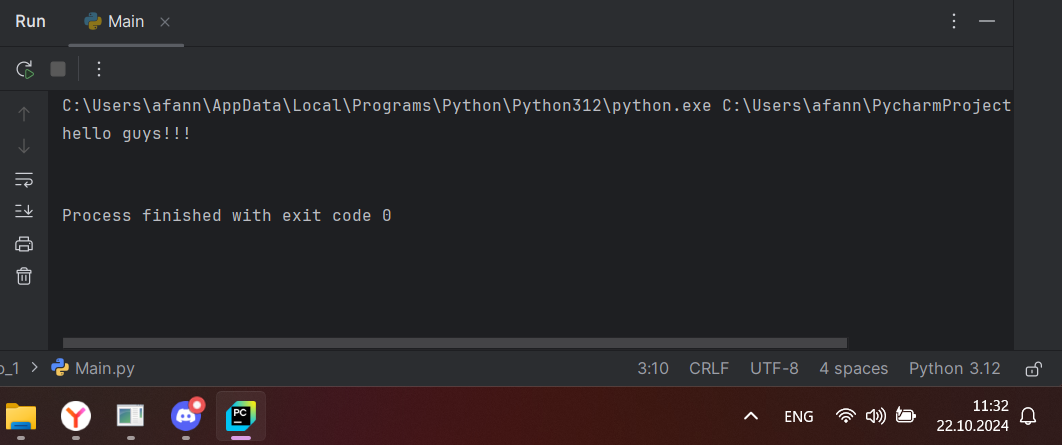 Run Main
C:\Users\afann\AppData\Local\Programs\Python\Python312\python.exe C:\Users\afann\PycharmProject
hello guys!!!
Process finished with exit code 0
o_1 > Main.py 3:10 CRLF UTF-8 4 spaces Python 3.12
PC ENG 11:32
22.10.2024